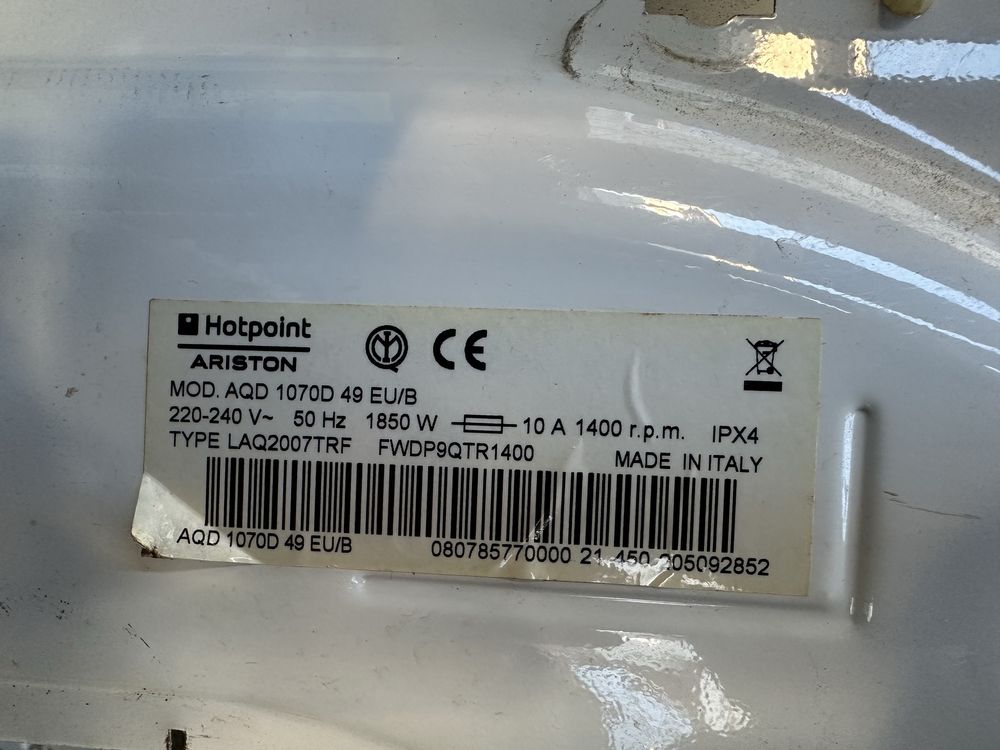 Hotpoint
ARISTON
CE
MOD. AQD 1070D 49 EU/B
220-240 V~ 50 Hz 1850 W 10 A 1400 r.p.m. IPX4
TYPE LAQ2007TRF FWDP9QTR1400 MADE IN ITALY
AQD 1070D 49 EU/B 080785770000 21 450 205092852